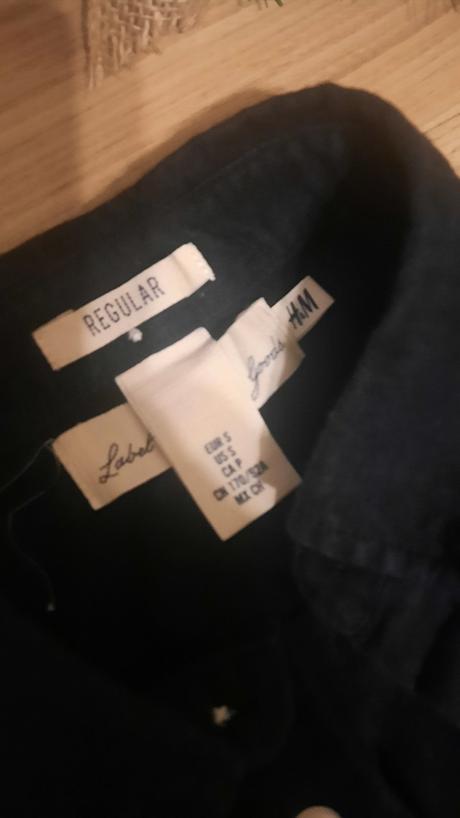 REGULAR
H&M
Label
Goods
EUR S
US S
CA P
CN 170/92A
MX CH